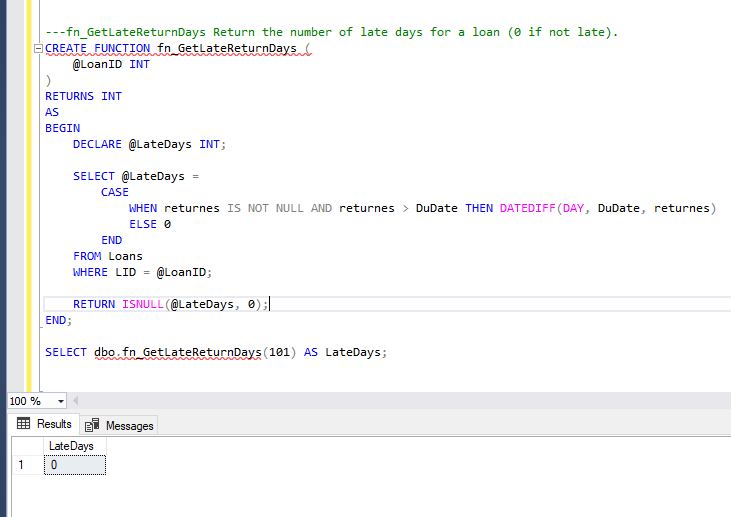 ---fn_GetLateReturnDays Return the number of late days for a loan (0 if not late).
CREATE FUNCTION fn_GetLateReturnDays (
@LoanID INT
)
RETURNS INT
AS
BEGIN
DECLARE @LateDays INT;
SELECT @LateDays =
CASE
WHEN returnes IS NOT NULL AND returnes > DuDate THEN DATEDIFF(DAY, DuDate, returnes)
ELSE 0
END
FROM Loans
WHERE LID = @LoanID;
RETURN ISNULL(@LateDays, 0);
END;
SELECT dbo.fn_GetLateReturnDays(101) AS LateDays;
100 %
Results Messages
LateDays
1 0